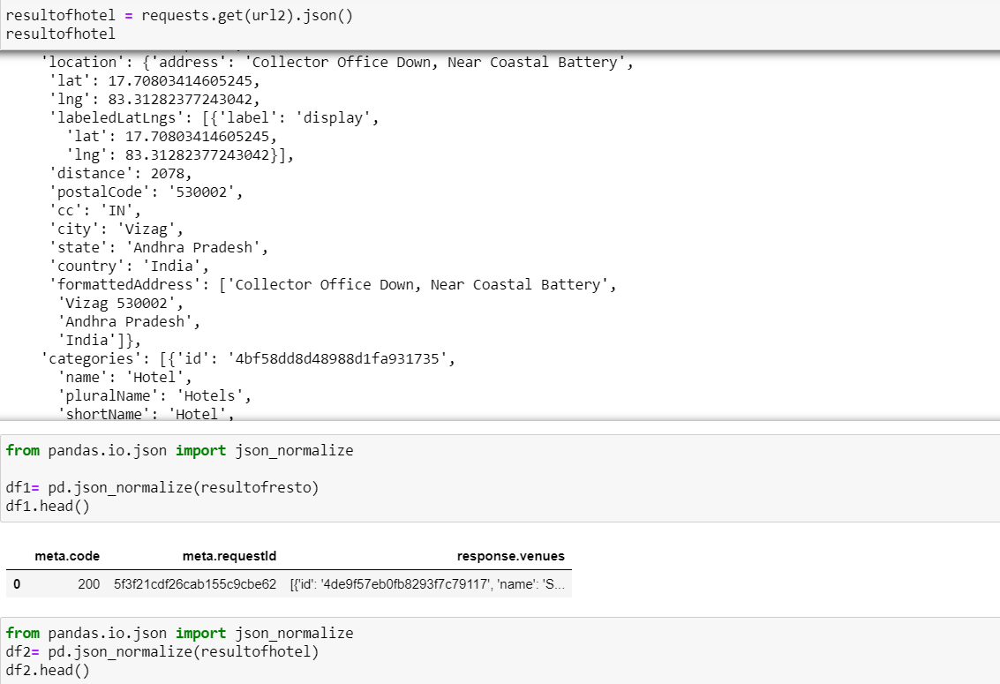 resultofhotel = requests.get(url2).json()
resultofhotel
'location': {'address': 'Collector Office Down, Near Coastal Battery',
'lat': 17.70803414605245,
'lng': 83.31282377243042,
'labeledLatLngs': [{'label': 'display',
'lat': 17.70803414605245,
'lng': 83.31282377243042}],
'distance': 2078,
'postalCode': '530002',
'cc': 'IN',
'city': 'Vizag',
'state': 'Andhra Pradesh',
'country': 'India',
'formattedAddress': ['Collector Office Down, Near Coastal Battery',
'Vizag 530002',
'Andhra Pradesh',
'India']},
'categories': [{'id': '4bf58dd8d48988d1fa931735',
'name': 'Hotel',
'pluralName': 'Hotels',
'shortName': 'Hotel',
from pandas.io.json import json_normalize
df1= pd.json_normalize(resultofresto)
df1.head()
meta.code meta.requestId response.venues
0 200 5f3f21cdf26cab155c9cbe62 [{'id': '4de9f57eb0fb8293f7c79117', 'name': 'S...
from pandas.io.json import json_normalize
df2= pd.json_normalize(resultofhotel)
df2.head()